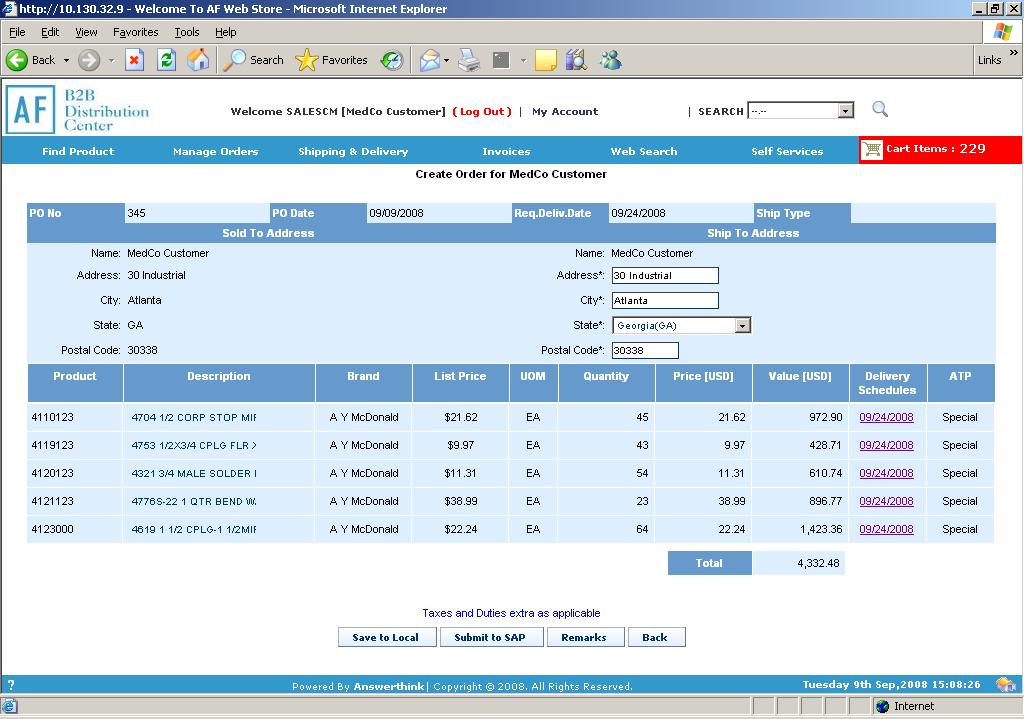 http://10.130.32.9 - Welcome To AF Web Store - Microsoft Internet Explorer
File Edit View Favorites Tools Help
Back Search Favorites Links »
AF B2B Distribution Center
Welcome SALESCM [MedCo Customer] ( Log Out ) | My Account | SEARCH --.--
Find Product Manage Orders Shipping & Delivery Invoices Web Search Self Services Cart Items : 229
Create Order for MedCo Customer
PO No 345 PO Date 09/09/2008 Req.Deliv.Date 09/24/2008 Ship Type
Sold To Address Ship To Address
Name: MedCo Customer Name: MedCo Customer
Address: 30 Industrial Address*: 30 Industrial
City: Atlanta City*: Atlanta
State: GA State*: Georgia(GA)
Postal Code: 30338 Postal Code*: 30338
Product Description Brand List Price UOM Quantity Price [USD] Value [USD] Delivery Schedules ATP
4110123 4704 1/2 CORP STOP MIF A Y McDonald $21.62 EA 45 21.62 972.90 09/24/2008 Special
4119123 4753 1/2X3/4 CPLG FLR X A Y McDonald $9.97 EA 43 9.97 428.71 09/24/2008 Special
4120123 4321 3/4 MALE SOLDER A Y McDonald $11.31 EA 54 11.31 610.74 09/24/2008 Special
4121123 4776S-22 1 QTR BEND A Y McDonald $38.99 EA 23 38.99 896.77 09/24/2008 Special
4123000 4619 1 1/2 CPLG-1 1/2MIF A Y McDonald $22.24 EA 64 22.24 1,423.36 09/24/2008 Special
Total 4,332.48
Taxes and Duties extra as applicable
Save to Local Submit to SAP Remarks Back
? Powered By Answerthink| Copyright © 2008. All Rights Reserved. Tuesday 9th Sep,2008 15:08:26
Internet